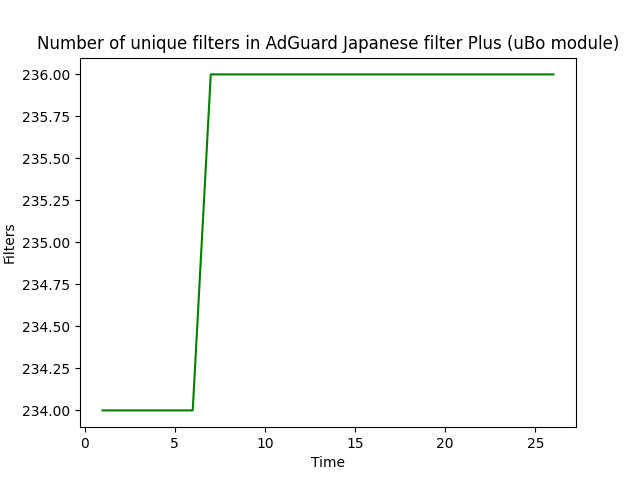 Number of unique filters in AdGuard Japanese filter Plus (uBo module)
236.00
235.75
235.50
235.25
235.00
234.75
234.50
234.25
234.00
Filters
0 5 10 15 20 25
Time